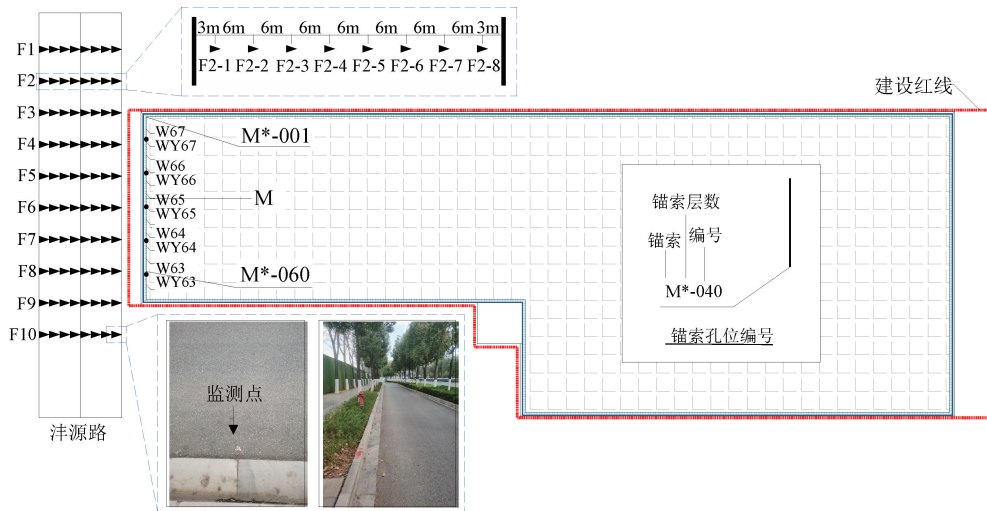 3m 6m 6m 6m 6m 6m 6m 6m 3m
F2-1 F2-2 F2-3 F2-4 F2-5 F2-6 F2-7 F2-8
F1
F2
F3
F4
F5
F6
F7
F8
F9
F10
沣源路
建设红线
W67
WY67
M*-001
W66
WY66
W65
WY65
M
W64
WY64
W63
WY63
M*-060
锚索层数
锚索
编号
M*-040
锚索孔位编号
监测点